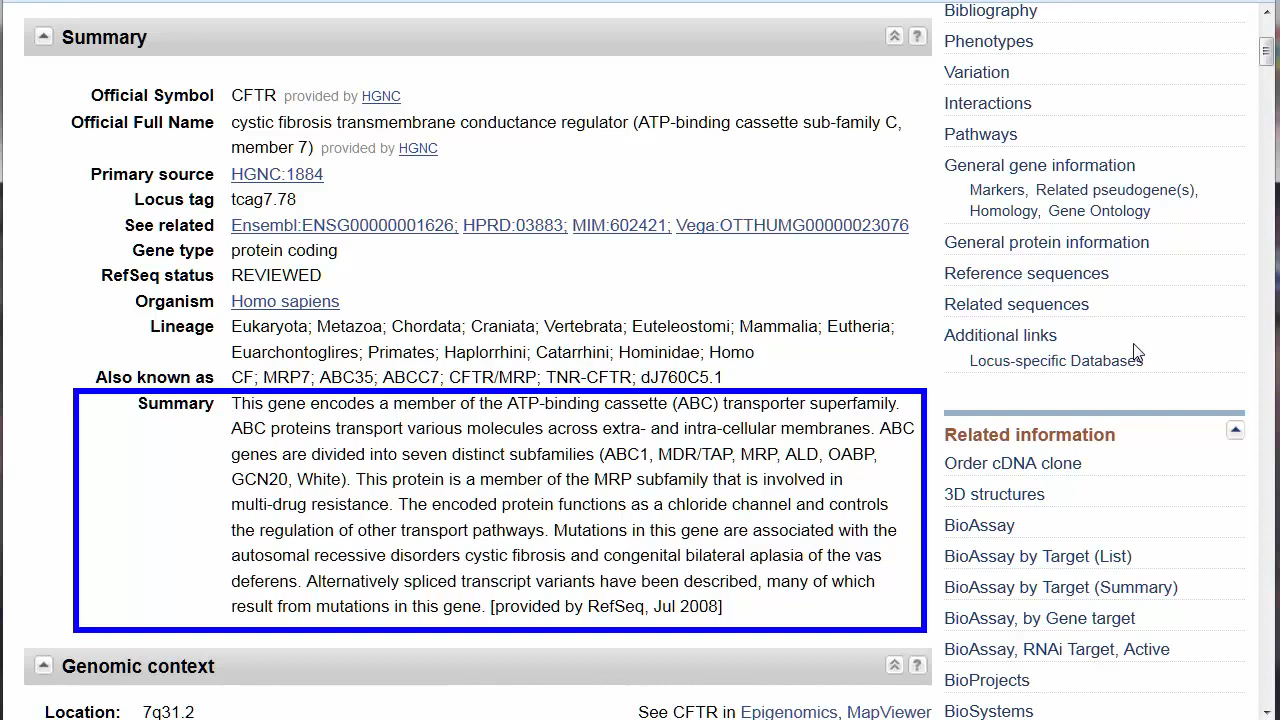 Summary
Official Symbol CFTR provided by HGNC
Official Full Name cystic fibrosis transmembrane conductance regulator (ATP-binding cassette sub-family C,
member 7) provided by HGNC
Primary source HGNC:1884
Locus tag tcag7.78
See related Ensembl:ENSG00000001626; HPRD:03883; MIM:602421; Vega:OTTHUMG00000023076
Gene type protein coding
RefSeq status REVIEWED
Organism Homo sapiens
Lineage Eukaryota; Metazoa; Chordata; Craniata; Vertebrata; Euteleostomi; Mammalia; Eutheria;
Euarchontoglires; Primates; Haplorrhini; Catarrhini; Hominidae; Homo
Also known as CF; MRP7; ABC35; ABCC7; CFTR/MRP; TNR-CFTR; dJ760C5.1
Summary This gene encodes a member of the ATP-binding cassette (ABC) transporter superfamily.
ABC proteins transport various molecules across extra- and intra-cellular membranes. ABC
genes are divided into seven distinct subfamilies (ABC1, MDR/TAP, MRP, ALD, OABP,
GCN20, White). This protein is a member of the MRP subfamily that is involved in
multi-drug resistance. The encoded protein functions as a chloride channel and controls
the regulation of other transport pathways. Mutations in this gene are associated with the
autosomal recessive disorders cystic fibrosis and congenital bilateral aplasia of the vas
deferens. Alternatively spliced transcript variants have been described, many of which
result from mutations in this gene. [provided by RefSeq, Jul 2008]
Genomic context
Location: 7q31.2
See CFTR in Epigenomics, MapViewer
Bibliography
Phenotypes
Variation
Interactions
Pathways
General gene information
Markers, Related pseudogene(s),
Homology, Gene Ontology
General protein information
Reference sequences
Related sequences
Additional links
Locus-specific Databases
Related information
Order cDNA clone
3D structures
BioAssay
BioAssay by Target (List)
BioAssay by Target (Summary)
BioAssay, by Gene target
BioAssay, RNAi Target, Active
BioProjects
BioSystems